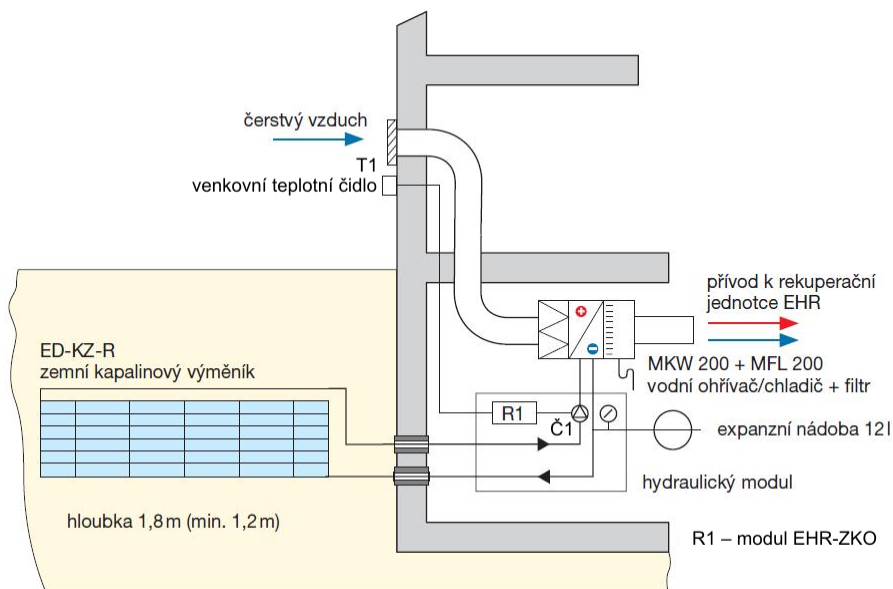 čerstvý vzduch
T1
venkovní teplotní čidlo
přívod k rekuperační
jednotce EHR
ED-KZ-R
zemní kapalinový výměník
MKW 200 + MFL 200
vodní ohřívač/chladič + filtr
R1
Č1
expanzní nádoba 12 l
hydraulický modul
hloubka 1,8 m (min. 1,2 m)
R1 – modul EHR-ZKO